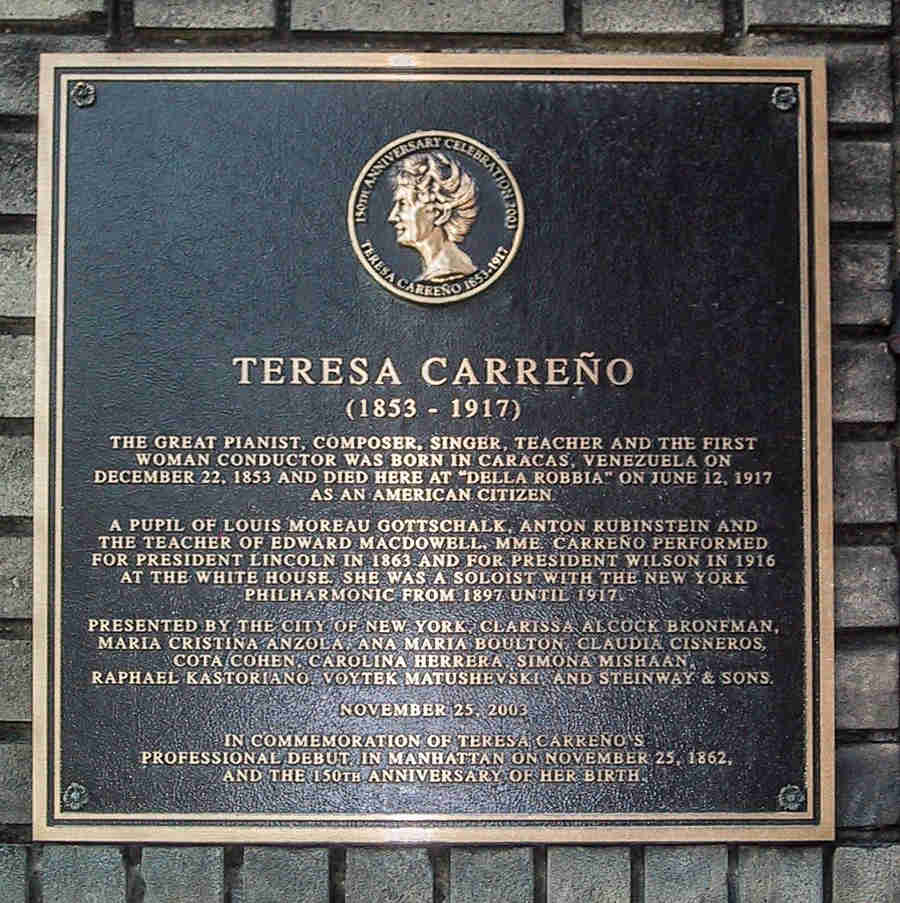 150TH ANNIVERSARY CELEBRATION 2003
TERESA CARREÑO 1853-1917
TERESA CARREÑO
(1853 - 1917)
THE GREAT PIANIST, COMPOSER, SINGER, TEACHER AND THE FIRST
WOMAN CONDUCTOR WAS BORN IN CARACAS, VENEZUELA ON
DECEMBER 22, 1853 AND DIED HERE AT "DELLA ROBBIA" ON JUNE 12, 1917
AS AN AMERICAN CITIZEN.
A PUPIL OF LOUIS MOREAU GOTTSCHALK, ANTON RUBINSTEIN AND
THE TEACHER OF EDWARD MACDOWELL, MME. CARREÑO PERFORMED
FOR PRESIDENT LINCOLN IN 1863 AND FOR PRESIDENT WILSON IN 1916
AT THE WHITE HOUSE. SHE WAS A SOLOIST WITH THE NEW YORK
PHILHARMONIC FROM 1897 UNTIL 1917.
PRESENTED BY THE CITY OF NEW YORK, CLARISSA ALCOCK BRONFMAN,
MARIA CRISTINA ANZOLA, ANA MARIA BOULTON, CLAUDIA CISNEROS,
COTA COHEN, CAROLINA HERRERA, SIMONA MISHAAN,
RAPHAEL KASTORIANO, VOYTEK MATUSHEVSKI, AND STEINWAY & SONS.
NOVEMBER 25, 2003
IN COMMEMORATION OF TERESA CARREÑO'S
PROFESSIONAL DEBUT, IN MANHATTAN ON NOVEMBER 25, 1862,
AND THE 150TH ANNIVERSARY OF HER BIRTH.